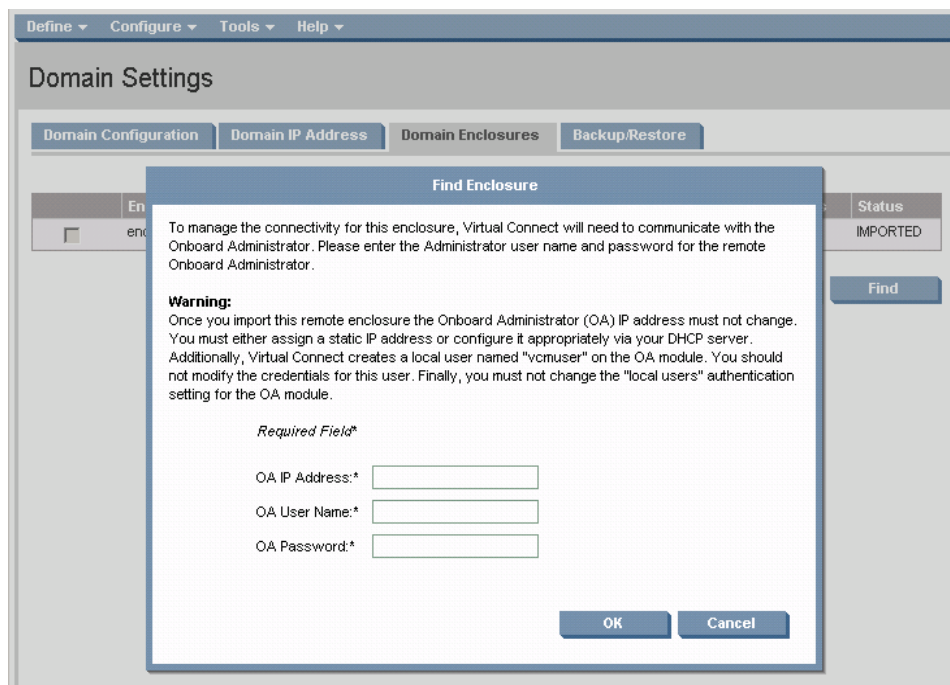 Define Configure Tools Help
Domain Settings
Domain Configuration Domain IP Address Domain Enclosures Backup/Restore
Find Enclosure
Status
IMPORTED
Find
To manage the connectivity for this enclosure, Virtual Connect will need to communicate with the
Onboard Administrator. Please enter the Administrator user name and password for the remote
Onboard Administrator.
Warning:
Once you import this remote enclosure the Onboard Administrator (OA) IP address must not change.
You must either assign a static IP address or configure it appropriately via your DHCP server.
Additionally, Virtual Connect creates a local user named "vcmuser" on the OA module. You should
not modify the credentials for this user. Finally, you must not change the "local users" authentication
setting for the OA module.
Required Field*
OA IP Address:*
OA User Name:*
OA Password:*
OK Cancel